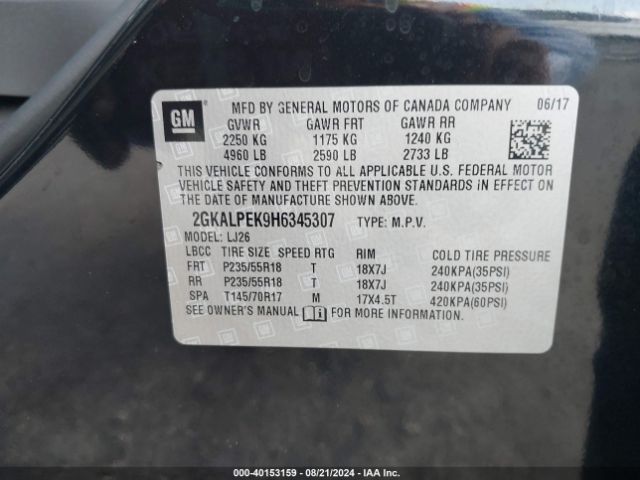 GM
MFD BY GENERAL MOTORS OF CANADA COMPANY 06/17
GVWR GAWR FRT GAWR RR
2250 KG 1175 KG 1240 KG
4960 LB 2590 LB 2733 LB
THIS VEHICLE CONFORMS TO ALL APPLICABLE U.S. FEDERAL MOTOR
VEHICLE SAFETY AND THEFT PREVENTION STANDARDS IN EFFECT ON
THE DATE OF MANUFACTURE SHOWN ABOVE.
2GKALPEK9H6345307 TYPE: M.P.V.
MODEL: LJ26
LBCC TIRE SIZE SPEED RTG RIM COLD TIRE PRESSURE
FRT P235/55R18 T 18X7J 240KPA(35PSI)
RR P235/55R18 T 18X7J 240KPA(35PSI)
SPA T145/70R17 M 17X4.5T 420KPA(60PSI)
SEE OWNER'S MANUAL FOR MORE INFORMATION.
Stock - 40153159 - 08/21/2024 - IAA Inc.